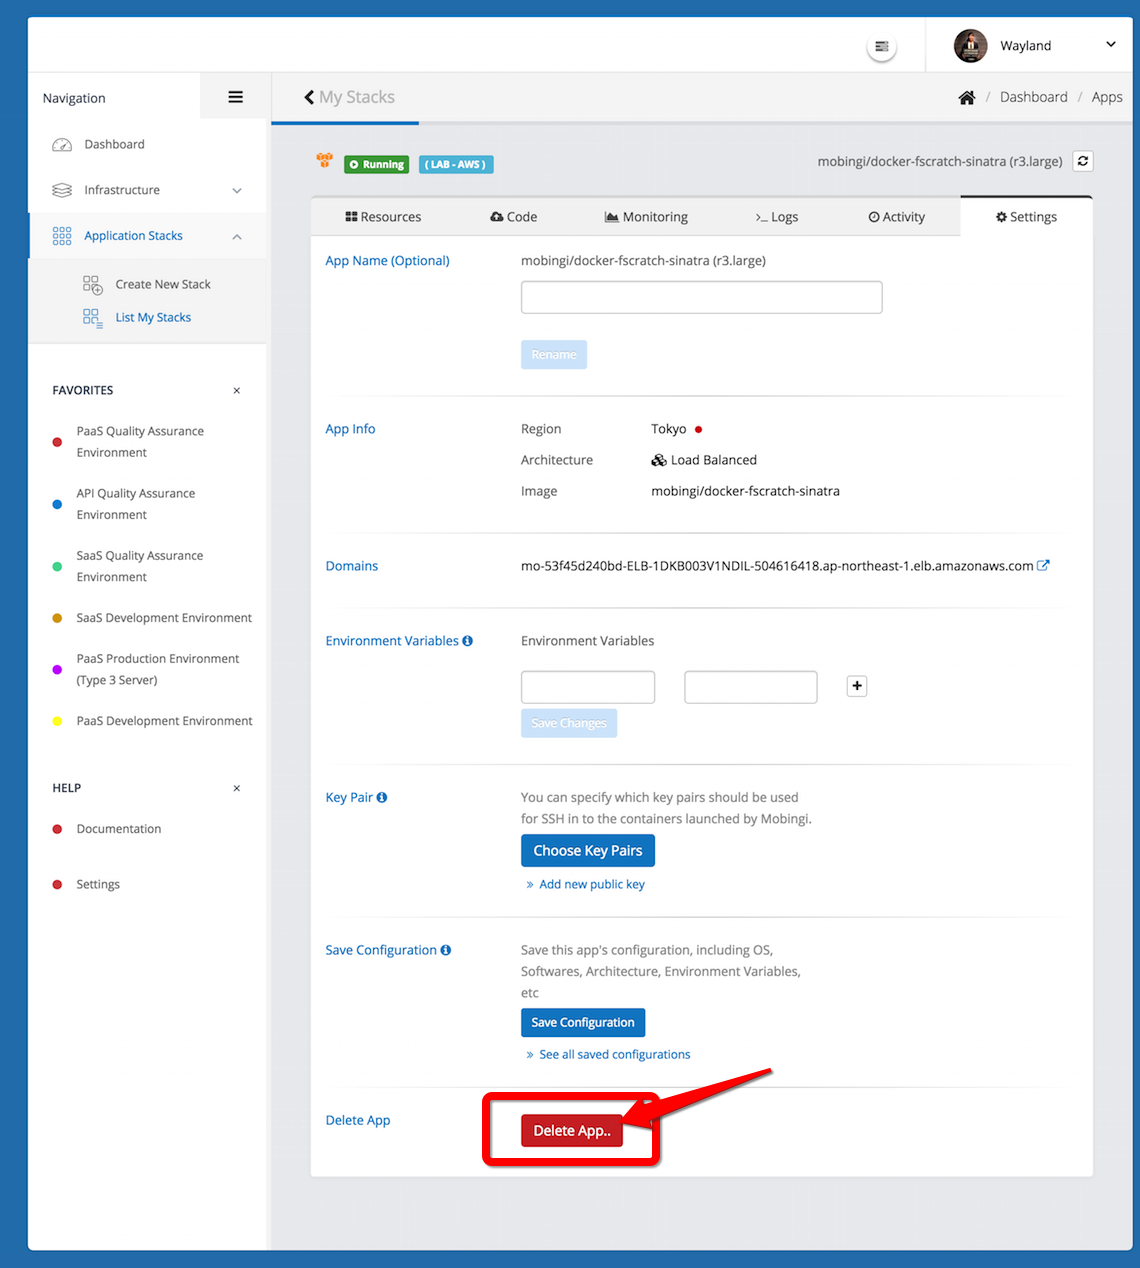 Wayland
Navigation
My Stacks
/ Dashboard / Apps
Dashboard
Infrastructure
Application Stacks
Create New Stack
List My Stacks
FAVORITES
PaaS Quality Assurance
Environment
API Quality Assurance
Environment
SaaS Quality Assurance
Environment
SaaS Development Environment
PaaS Production Environment
(Type 3 Server)
PaaS Development Environment
HELP
Documentation
Settings
Running
( LAB - AWS )
mobingi/docker-fscratch-sinatra (r3.large)
Resources
Code
Monitoring
Logs
Activity
Settings
App Name (Optional)
mobingi/docker-fscratch-sinatra (r3.large)
Rename
App Info
Region Tokyo
Architecture Load Balanced
Image mobingi/docker-fscratch-sinatra
Domains
mo-53f45d240bd-ELB-1DKB003V1NDIL-504616418.ap-northeast-1.elb.amazonaws.com
Environment Variables
Environment Variables
Save Changes
Key Pair
You can specify which key pairs should be used
for SSH in to the containers launched by Mobingi.
Choose Key Pairs
» Add new public key
Save Configuration
Save this app's configuration, including OS,
Softwares, Architecture, Environment Variables,
etc
Save Configuration
» See all saved configurations
Delete App
Delete App..